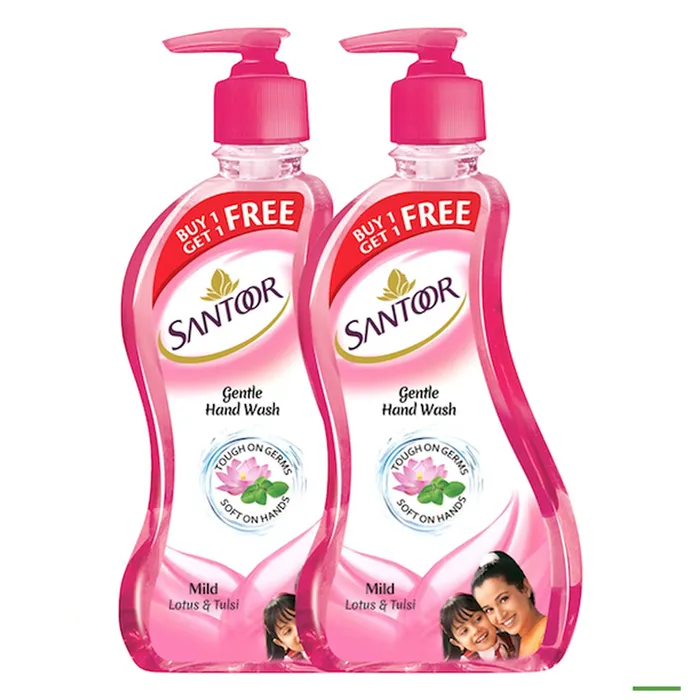 BUY 1
GET 1 FREE
SANTOOR
Gentle
Hand Wash
TOUGH ON GERMS
SOFT ON HANDS
Mild
Lotus & Tulsi
BUY 1
GET 1 FREE
SANTOOR
Gentle
Hand Wash
TOUGH ON GERMS
SOFT ON HANDS
Mild
Lotus & Tulsi